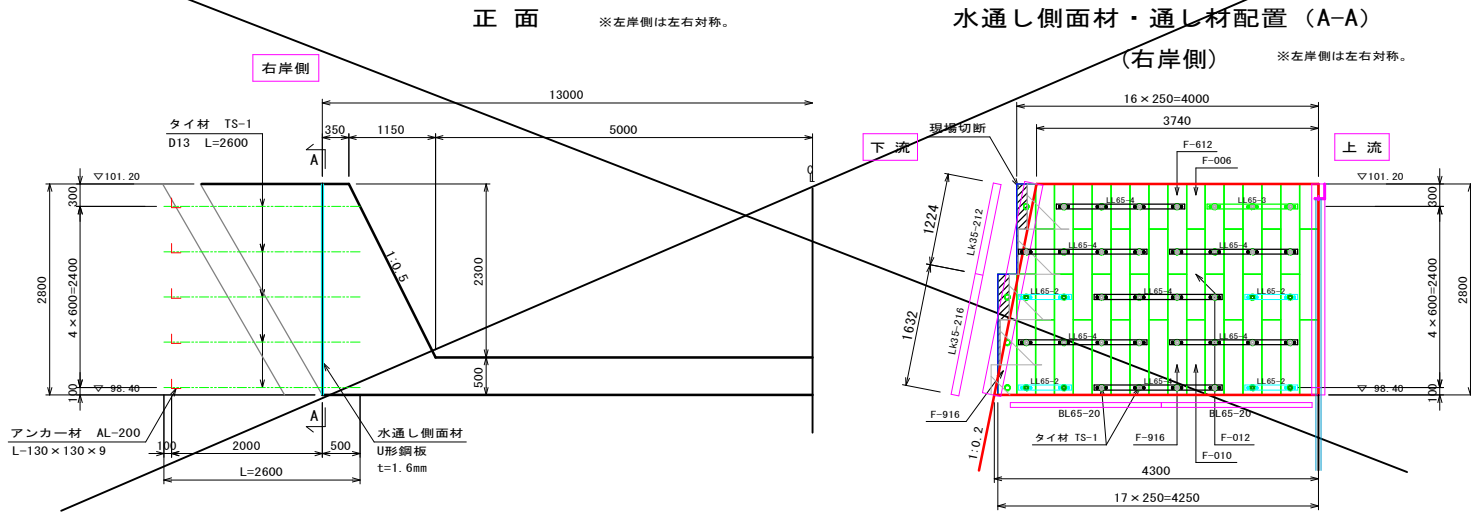 正 面
※左岸側は左右対称。
右岸側
13000
350
1150
5000
タイ材 TS-1
D13 L=2600
A
▽101.20
300
4×600=2400
2800
100
▽ 98.40
1:0.5
2300
500
A
アンカー材 AL-200
L-130×130×9
100
2000
500
L=2600
水通し側面材
U形鋼板
t=1.6mm
水通し側面材・通し材配置 (A-A)
(右岸側)
※左岸側は左右対称。
16×250=4000
3740
現場切断
下 流
上 流
F-612
F-006
▽101.20
300
4×600=2400
2800
100
▽ 98.40
1224
1632
Lk35-212
Lk35-216
LL65-4
LL65-3
LL65-4
LL65-4
LL65-2
LL65-4
LL65-2
LL65-4
LL65-4
LL65-2
LL65-4
LL65-2
BL65-20
BL65-20
F-916
1:0.2
タイ材 TS-1
F-916
F-012
F-010
4300
17×250=4250